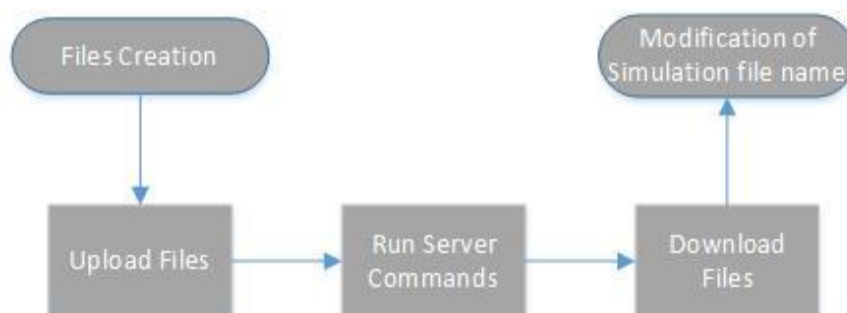 Files Creation
Modification of
Simulation file name
Upload Files
Run Server
Commands
Download
Files